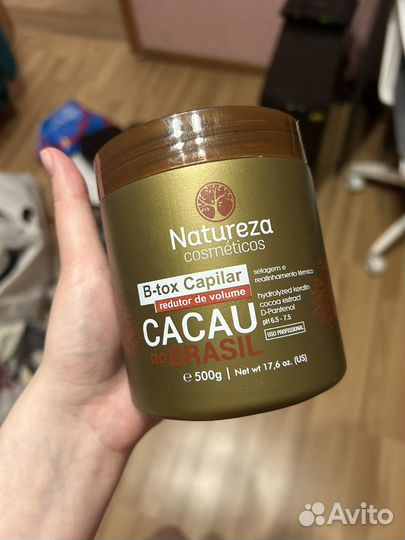 Natureza
cosméticos
B-tox Capilar
redutor de volume
CACAU
do BRASIL
e 500g | Net wt 17,6 oz. (US)
selagem e
realinhamento térmico
hydrolyzed keratin
cocoa extract
D-Pantenol
pH 6.5 - 7.5
USO PROFISSIONAL
Avito